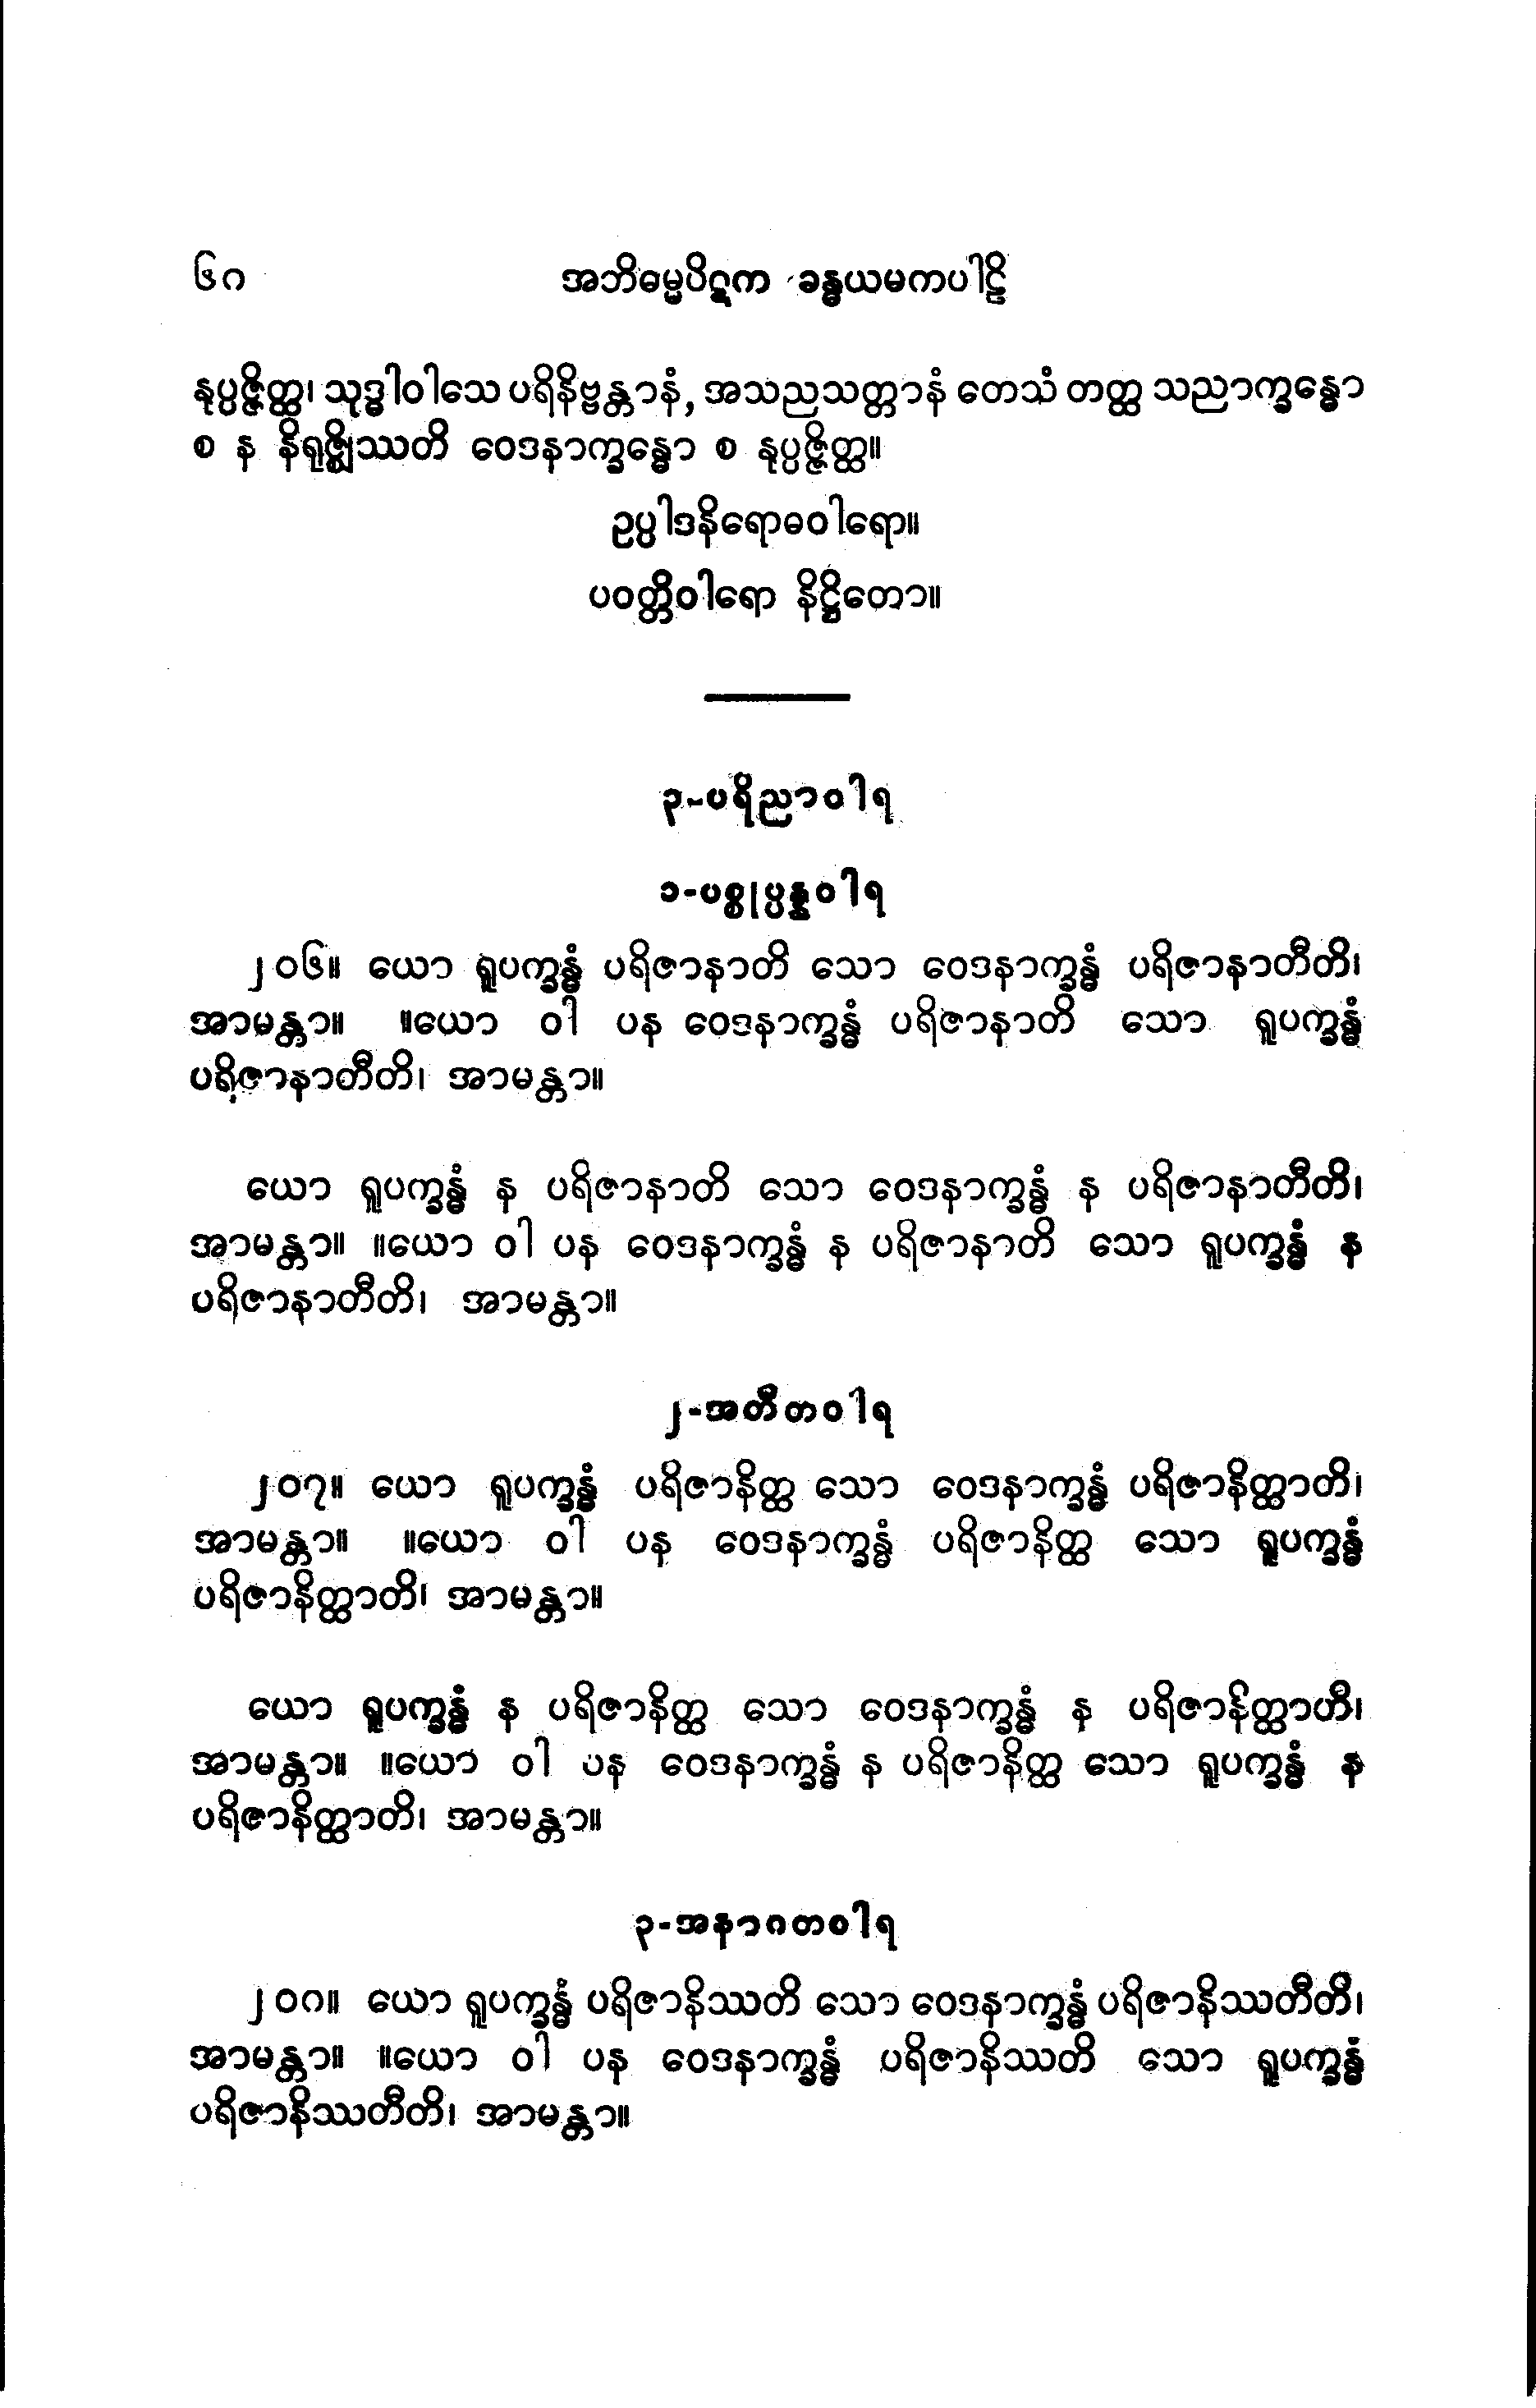 ၆ဂ အဘိဓမ္မပိဋက ခန္ဓယမကပါဠိ
နုပ္ပဇ္ဇိတ္ထ၊ သုဒ္ဓါဝါသေ ပရိနိဗ္ဗန္တာနံ, အသညသတ္တာနံ တေသံ တတ္ထ သညာက္ခန္ဓော
စ န နိရုဇ္ဈိဿတိ ဝေဒနာက္ခန္ဓော စ နုပ္ပဇ္ဇိတ္ထ။
ဥပ္ပါဒနိရောဓဝါရော။
ပဝတ္တိဝါရော နိဋ္ဌိတော။
၃-ပရိညာဝါရ
၁-ပစ္စုပ္ပန္နဝါရ
၂၀၆။ ယော ရူပက္ခန္ဓံ ပရိဇာနာတိ သော ဝေဒနာက္ခန္ဓံ ပရိဇာနာတီတိ၊
အာမန္တာ။ ။ယော ဝါ ပန ဝေဒနာက္ခန္ဓံ ပရိဇာနာတိ သော ရူပက္ခန္ဓံ
ပရိဇာနာတီတိ၊ အာမန္တာ။
ယော ရူပက္ခန္ဓံ န ပရိဇာနာတိ သော ဝေဒနာက္ခန္ဓံ န ပရိဇာနာတီတိ၊
အာမန္တာ။ ။ယော ဝါ ပန ဝေဒနာက္ခန္ဓံ န ပရိဇာနာတိ သော ရူပက္ခန္ဓံ န
ပရိဇာနာတီတိ၊ အာမန္တာ။
၂-အတီတဝါရ
၂၀၇။ ယော ရူပက္ခန္ဓံ ပရိဇာနိတ္ထ သော ဝေဒနာက္ခန္ဓံ ပရိဇာနိတ္ထာတိ၊
အာမန္တာ။ ။ယော ဝါ ပန ဝေဒနာက္ခန္ဓံ ပရိဇာနိတ္ထ သော ရူပက္ခန္ဓံ
ပရိဇာနိတ္ထာတိ၊ အာမန္တာ။
ယော ရူပက္ခန္ဓံ န ပရိဇာနိတ္ထ သော ဝေဒနာက္ခန္ဓံ န ပရိဇာနိတ္ထာတိ၊
အာမန္တာ။ ။ယော ဝါ ပန ဝေဒနာက္ခန္ဓံ န ပရိဇာနိတ္ထ သော ရူပက္ခန္ဓံ န
ပရိဇာနိတ္ထာတိ၊ အာမန္တာ။
၃-အနာဂတဝါရ
၂၀ဂ။ ယော ရူပက္ခန္ဓံ ပရိဇာနိဿတိ သော ဝေဒနာက္ခန္ဓံ ပရိဇာနိဿတီတိ၊
အာမန္တာ။ ။ယော ဝါ ပန ဝေဒနာက္ခန္ဓံ ပရိဇာနိဿတိ သော ရူပက္ခန္ဓံ
ပရိဇာနိဿတီတိ၊ အာမန္တာ။